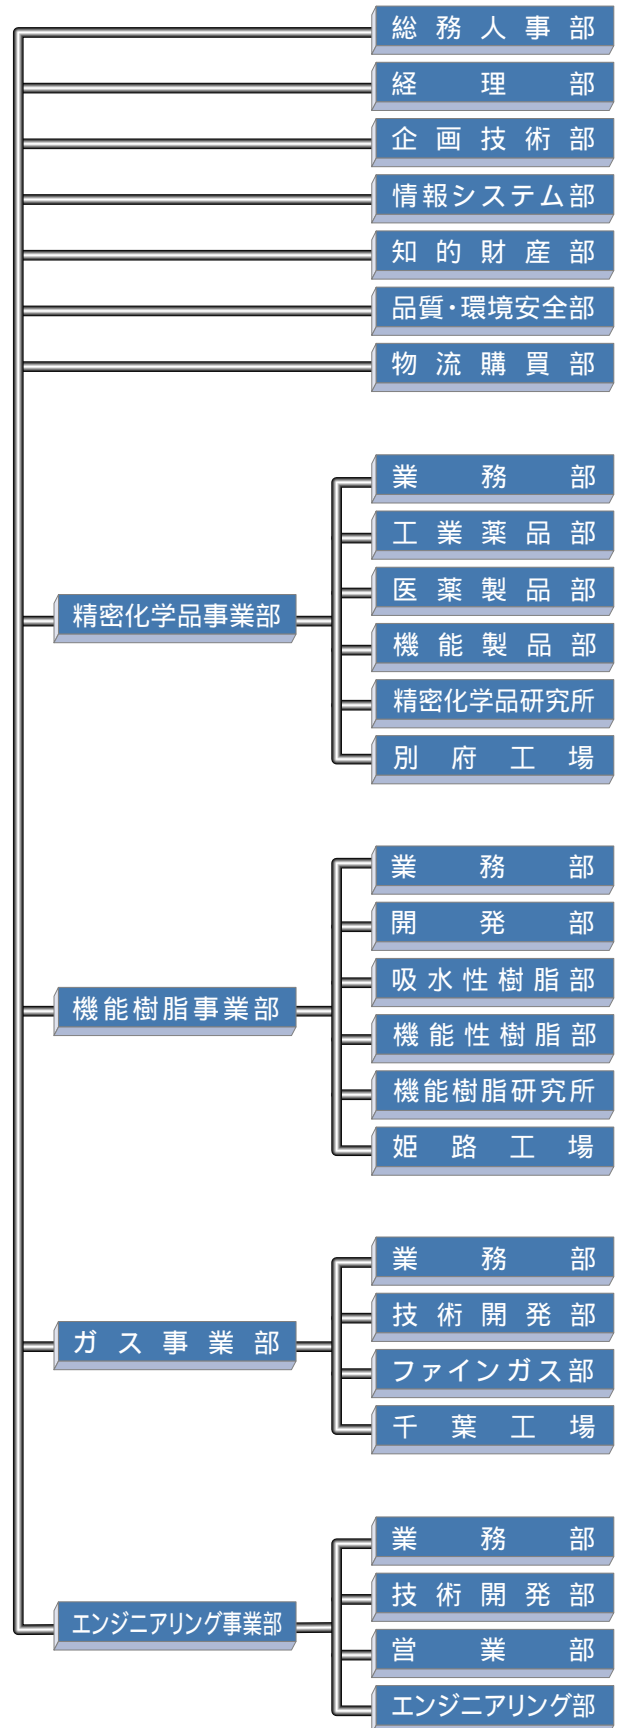 総務人事部
経理部
企画技術部
情報システム部
知的財産部
品質・環境安全部
物流購買部
精密化学品事業部
業務部
工業薬品部
医薬製品部
機能製品部
精密化学品研究所
別府工場
機能樹脂事業部
業務部
開発部
吸水性樹脂部
機能性樹脂部
機能樹脂研究所
姫路工場
ガス事業部
業務部
技術開発部
ファインガス部
千葉工場
エンジニアリング事業部
業務部
技術開発部
営業部
エンジニアリング部